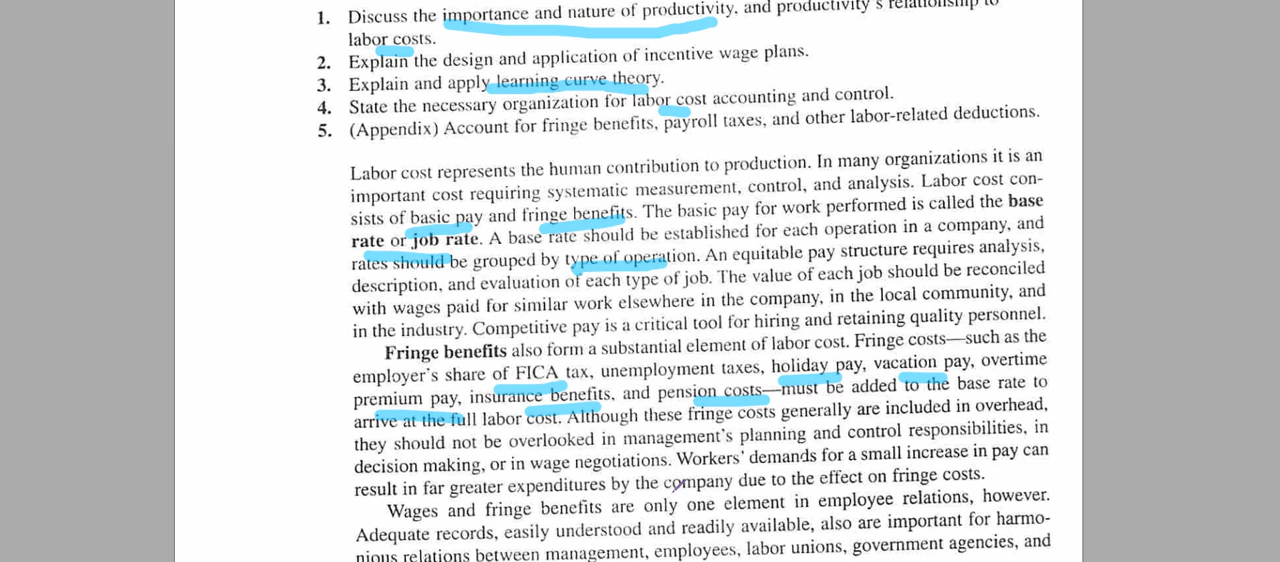 1. Discuss the importance and nature of productivity, and productivity's relationship to
labor costs.
2. Explain the design and application of incentive wage plans.
3. Explain and apply learning curve theory.
4. State the necessary organization for labor cost accounting and control.
5. (Appendix) Account for fringe benefits, payroll taxes, and other labor-related deductions.
Labor cost represents the human contribution to production. In many organizations it is an
important cost requiring systematic measurement, control, and analysis. Labor cost con-
sists of basic pay and fringe benefits. The basic pay for work performed is called the base
rate or job rate. A base rate should be established for each operation in a company, and
rates should be grouped by type of operation. An equitable pay structure requires analysis,
description, and evaluation of each type of job. The value of each job should be reconciled
with wages paid for similar work elsewhere in the company, in the local community, and
in the industry. Competitive pay is a critical tool for hiring and retaining quality personnel.
Fringe benefits also form a substantial element of labor cost. Fringe costs—such as the
employer's share of FICA tax, unemployment taxes, holiday pay, vacation pay, overtime
premium pay, insurance benefits, and pension costs—must be added to the base rate to
arrive at the full labor cost. Although these fringe costs generally are included in overhead,
they should not be overlooked in management's planning and control responsibilities, in
decision making, or in wage negotiations. Workers' demands for a small increase in pay can
result in far greater expenditures by the company due to the effect on fringe costs.
Wages and fringe benefits are only one element in employee relations, however.
Adequate records, easily understood and readily available, also are important for harmo-
nious relations between management, employees, labor unions, government agencies, and